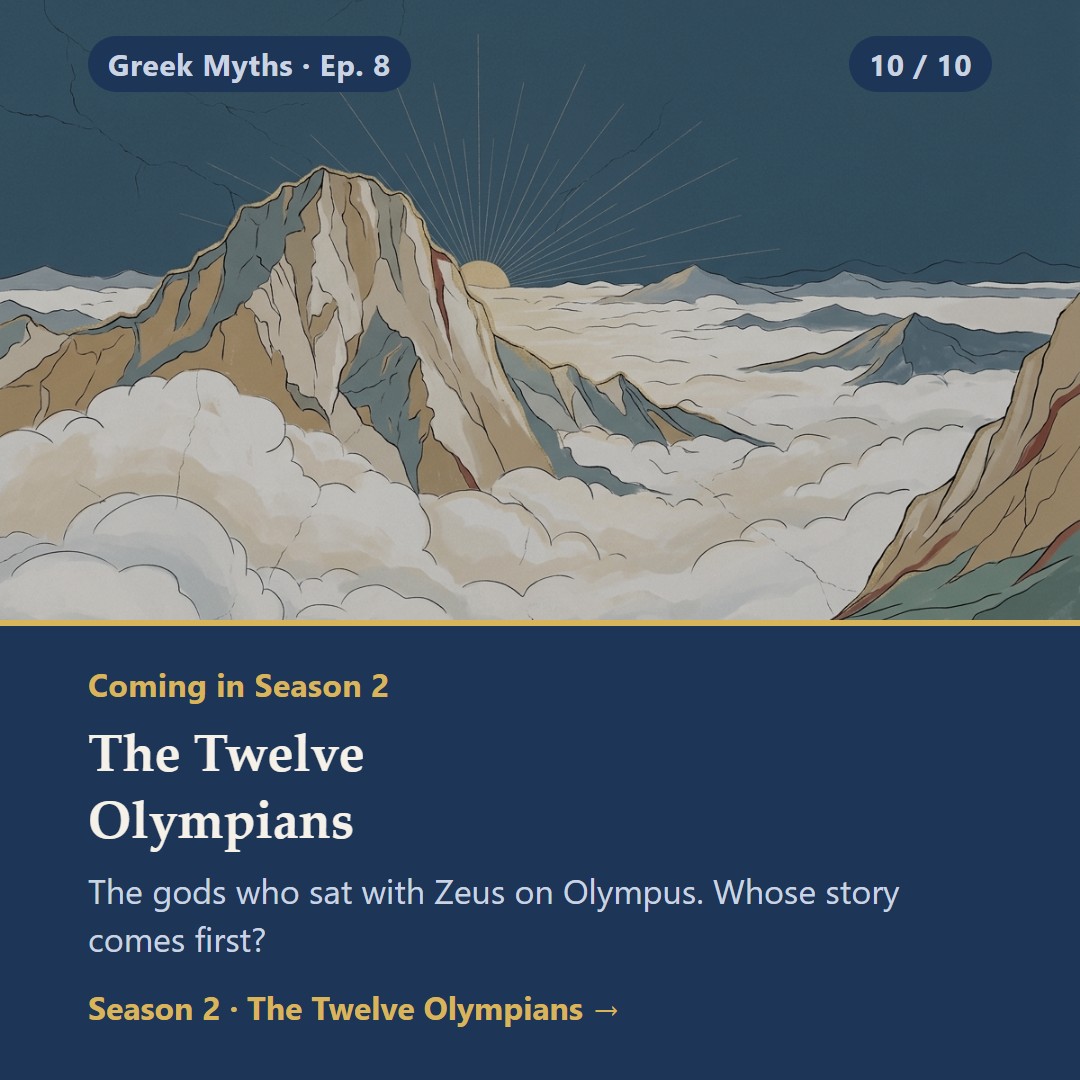 Greek Myths · Ep. 8
10 / 10
Coming in Season 2
The Twelve
Olympians
The gods who sat with Zeus on Olympus. Whose story
comes first?
Season 2 · The Twelve Olympians →